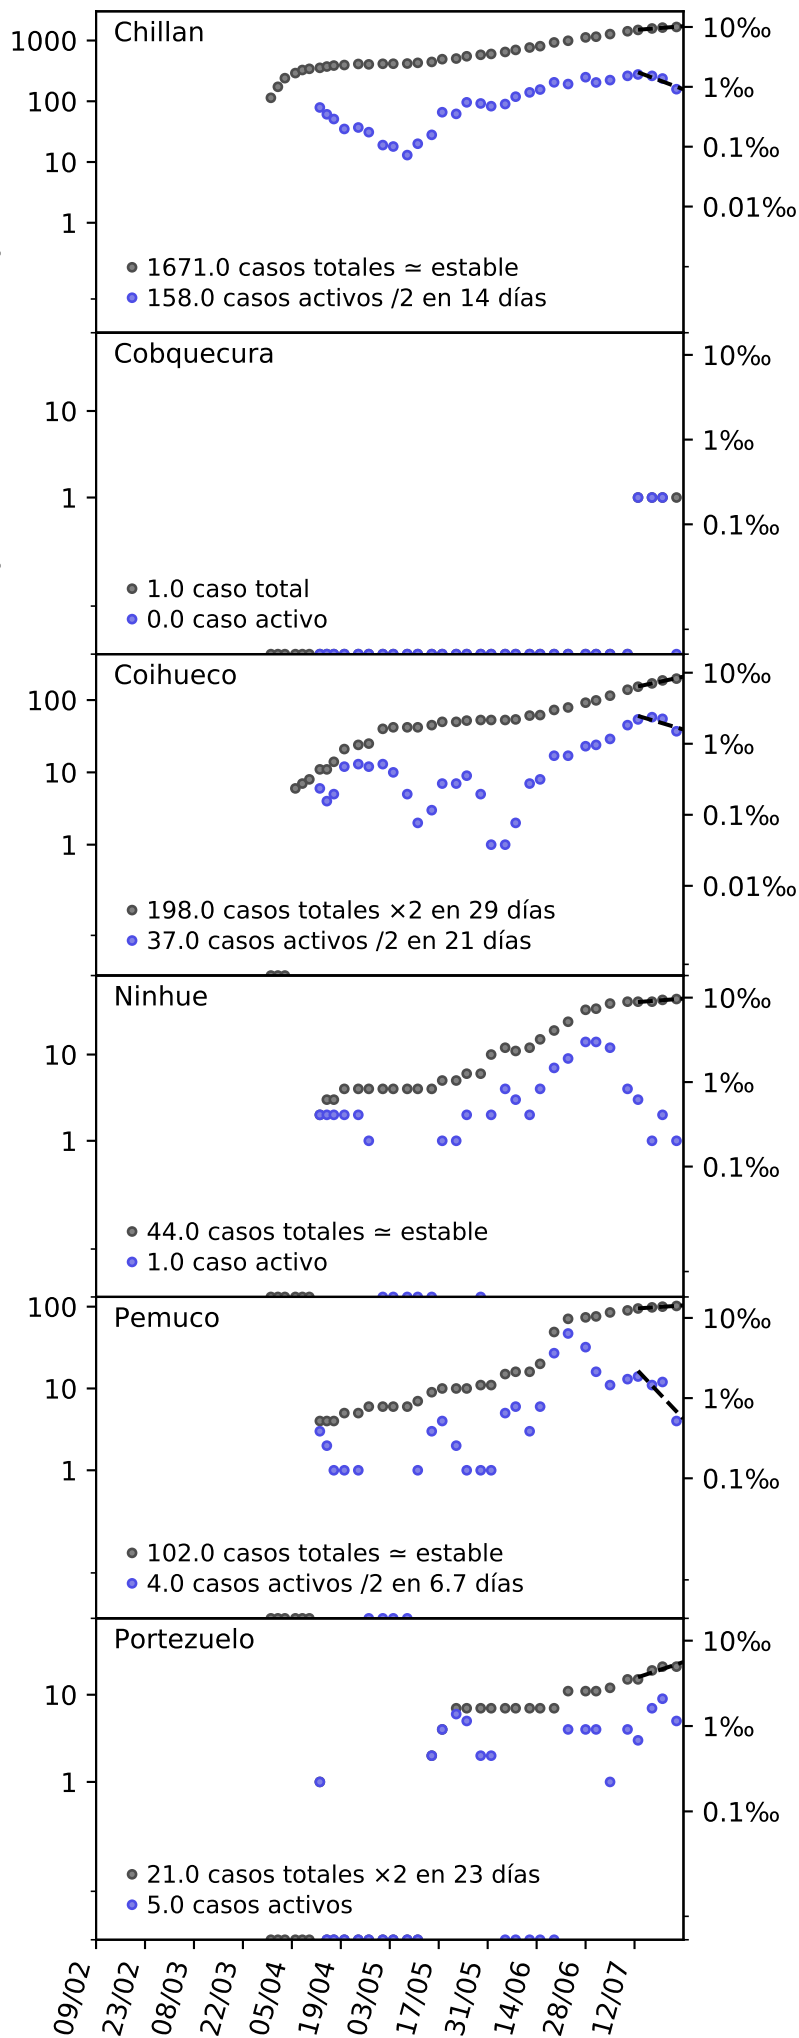 Chillan
1000
100
10
1
10‰
1‰
0.1‰
0.01‰
1671.0 casos totales ≃ estable
158.0 casos activos /2 en 14 días
Cobquecura
10
1
10‰
1‰
0.1‰
1.0 caso total
0.0 caso activo
Coihueco
100
10
1
10‰
1‰
0.1‰
0.01‰
198.0 casos totales ×2 en 29 días
37.0 casos activos /2 en 21 días
Ninhue
10
1
10‰
1‰
0.1‰
44.0 casos totales ≃ estable
1.0 caso activo
Pemuco
100
10
1
10‰
1‰
0.1‰
102.0 casos totales ≃ estable
4.0 casos activos /2 en 6.7 días
Portezuelo
10
1
10‰
1‰
0.1‰
21.0 casos totales ×2 en 23 días
5.0 casos activos
09/02
23/02
08/03
22/03
05/04
19/04
03/05
17/05
31/05
14/06
28/06
12/07